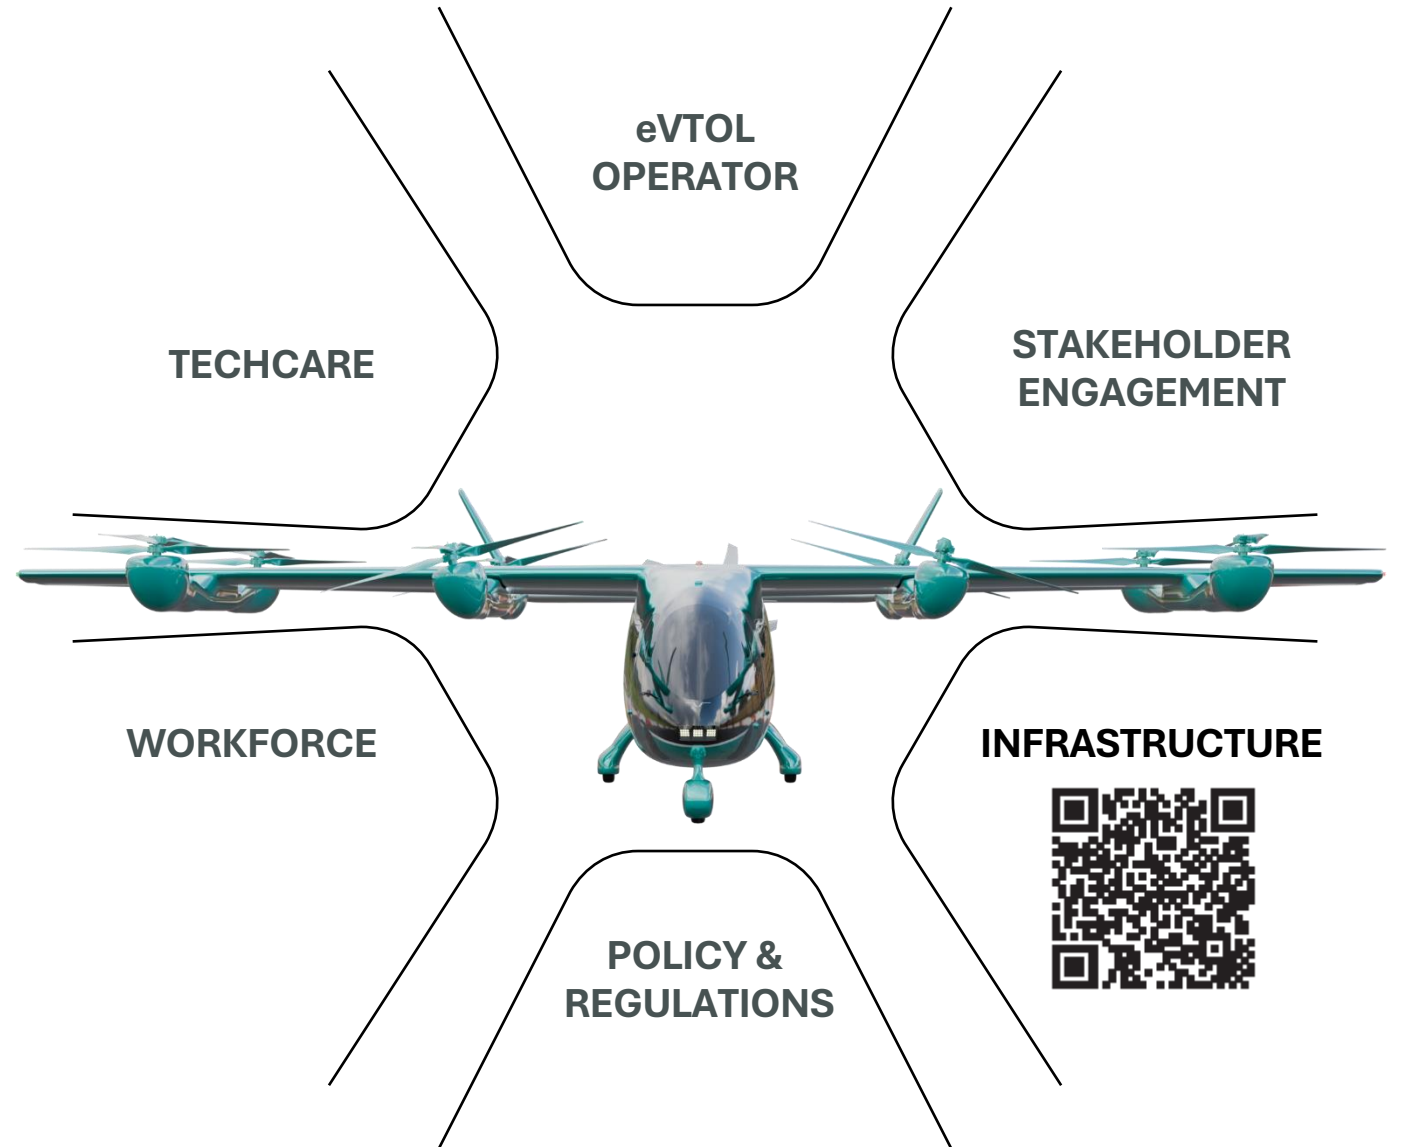 eVTOL
OPERATOR
TECHCARE
STAKEHOLDER
ENGAGEMENT
WORKFORCE
INFRASTRUCTURE
POLICY &
REGULATIONS